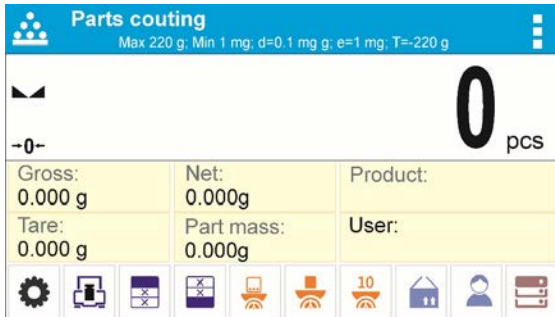 Parts couting
Max 220 g; Min 1 mg; d=0.1 mg g; e=1 mg; T=-220 g
0 pcs
→0←
Gross:
0.000 g
Net:
0.000g
Product:
Tare:
0.000 g
Part mass:
0.000g
User:
10